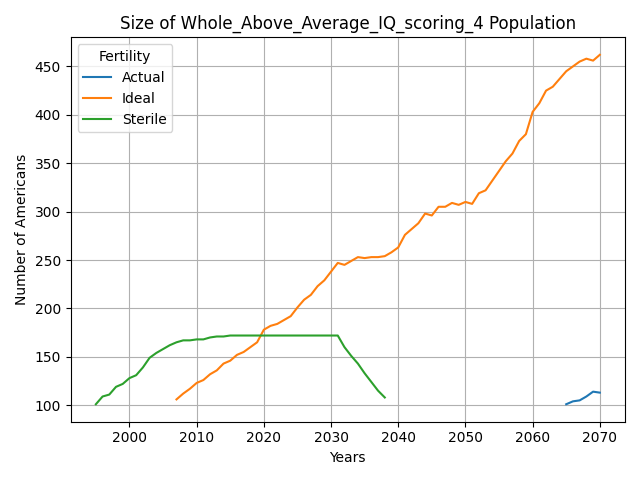 Size of Whole_Above_Average_IQ_scoring_4 Population
Fertility
Actual
Ideal
Sterile
Number of Americans
450
400
350
300
250
200
150
100
2000 2010 2020 2030 2040 2050 2060 2070
Years